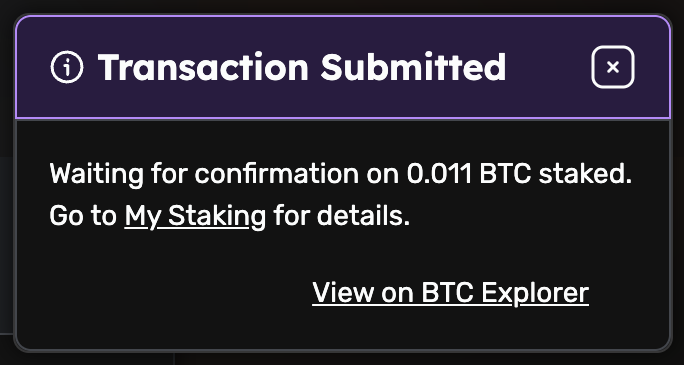 Transaction Submitted
Waiting for confirmation on 0.011 BTC staked.
Go to My Staking for details.
View on BTC Explorer